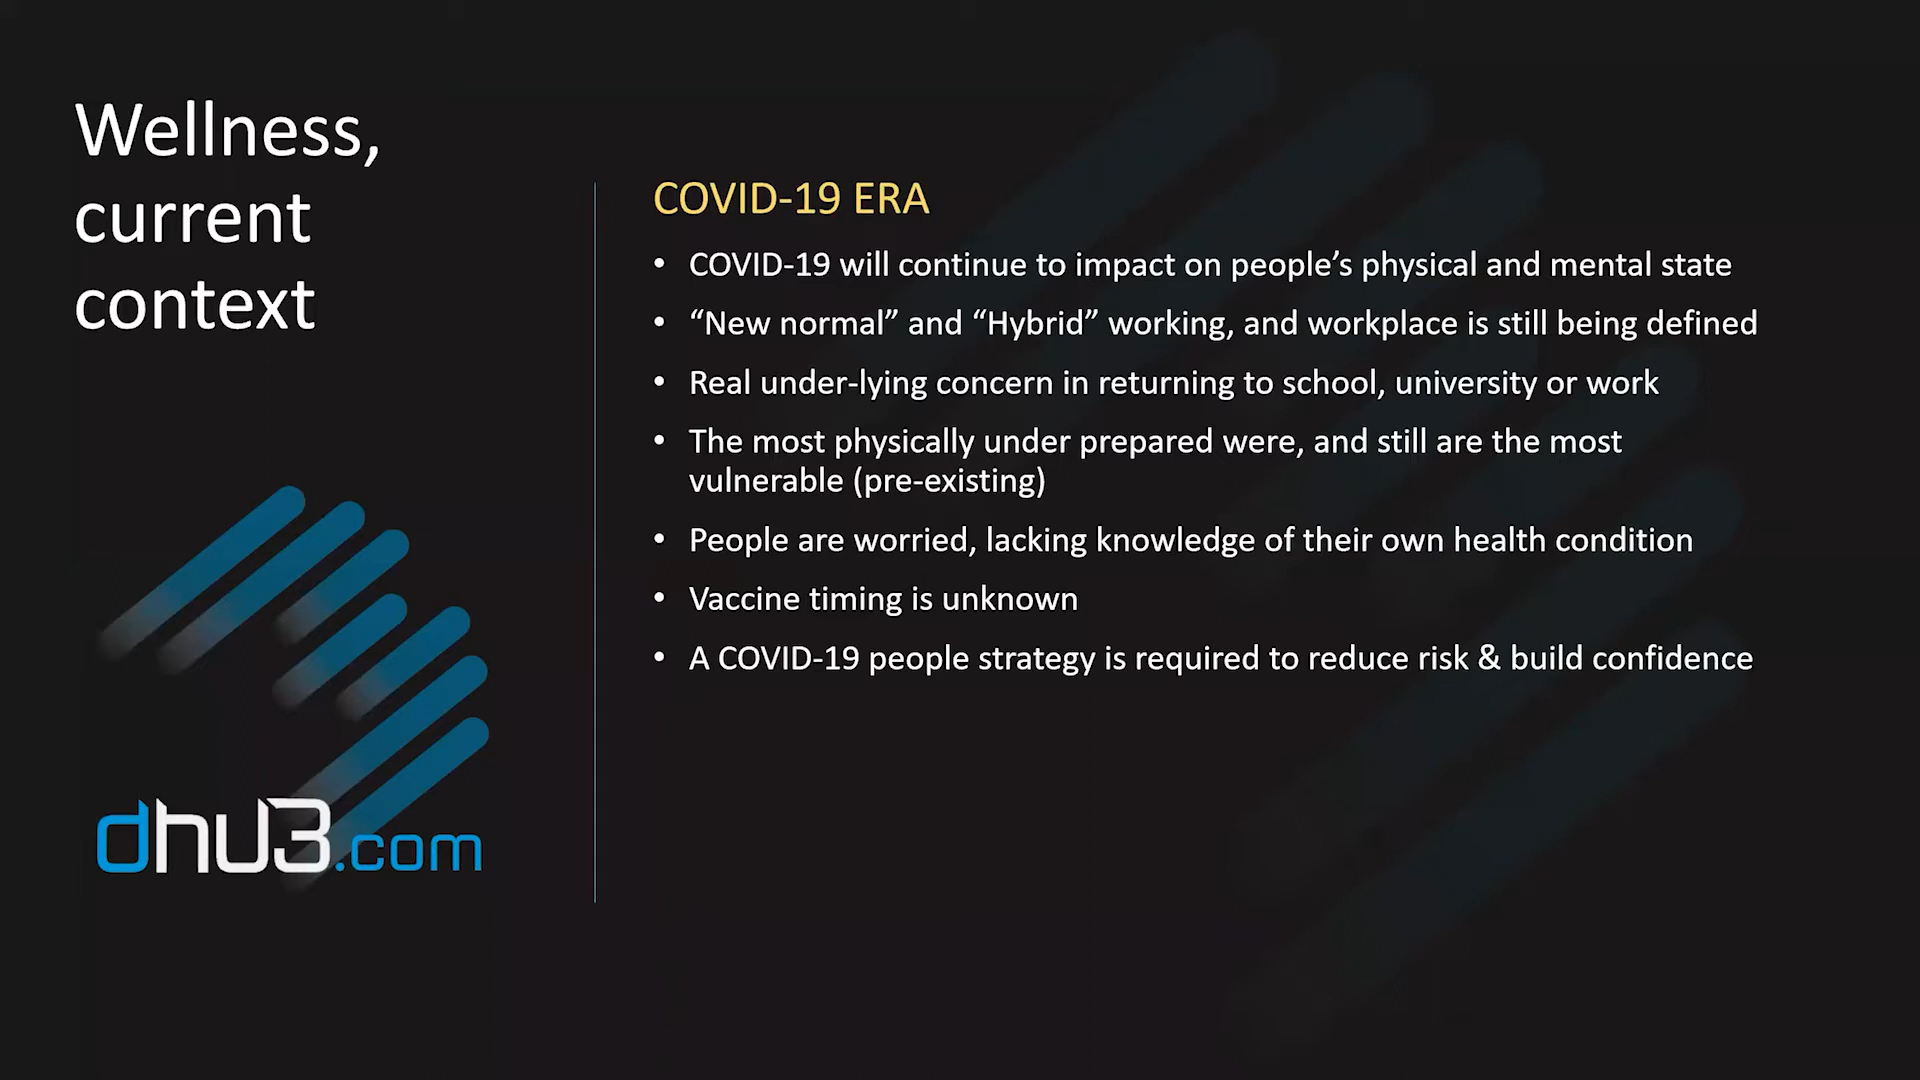 Wellness,
current
context
COVID-19 ERA
• COVID-19 will continue to impact on people’s physical and mental state
• “New normal” and “Hybrid” working, and workplace is still being defined
• Real under-lying concern in returning to school, university or work
• The most physically under prepared were, and still are the most
vulnerable (pre-existing)
• People are worried, lacking knowledge of their own health condition
• Vaccine timing is unknown
• A COVID-19 people strategy is required to reduce risk & build confidence
dhu3.com